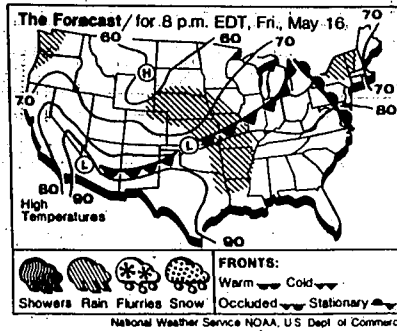 The Forecast/for 8 p.m. EDT, Fri., May 16
70
60
60
70
H
70
70
80
L
L
80
90
High
Temperatures
90
Showers Rain Flurries Snow
FRONTS:
Warm Cold
Occluded Stationary
National Weather Service NOAA, U.S. Dept. of Commerce